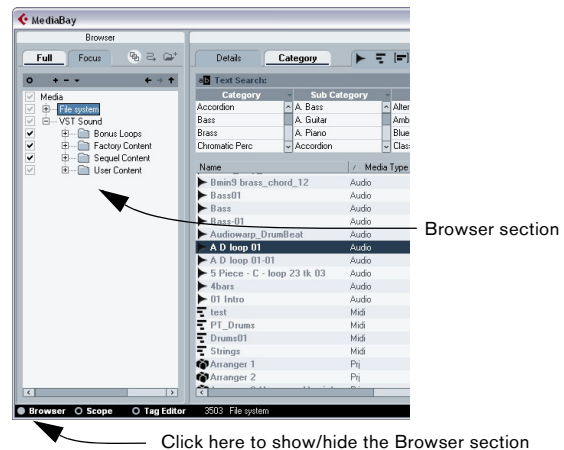 MediaBay
Browser
Full Focus
Details Category
Text Search:
Category Sub Category
Accordion A. Bass Alter
Bass A. Guitar Amb
Brass A. Piano Blue
Chromatic Perc Accordion Clas
Media
File system
VST Sound
Bonus Loops
Factory Content
Sequel Content
User Content
Name / Media Type
Bmin9 brass_chord_12 Audio
Bass01 Audio
Bass Audio
Bass-01 Audio
Audiowarp_DrumBeat Audio
A D loop 01 Audio
A D loop 01-01 Audio
5 Piece - C - loop 23 tk 03 Audio
4bars Audio
01 Intro Audio
test Midi
PT_Drums Midi
Drums01 Midi
Strings Midi
Arranger 1 Prj
Arranger 2 Prj
Browser Scope Tag Editor 3503 File system
Browser section
Click here to show/hide the Browser section